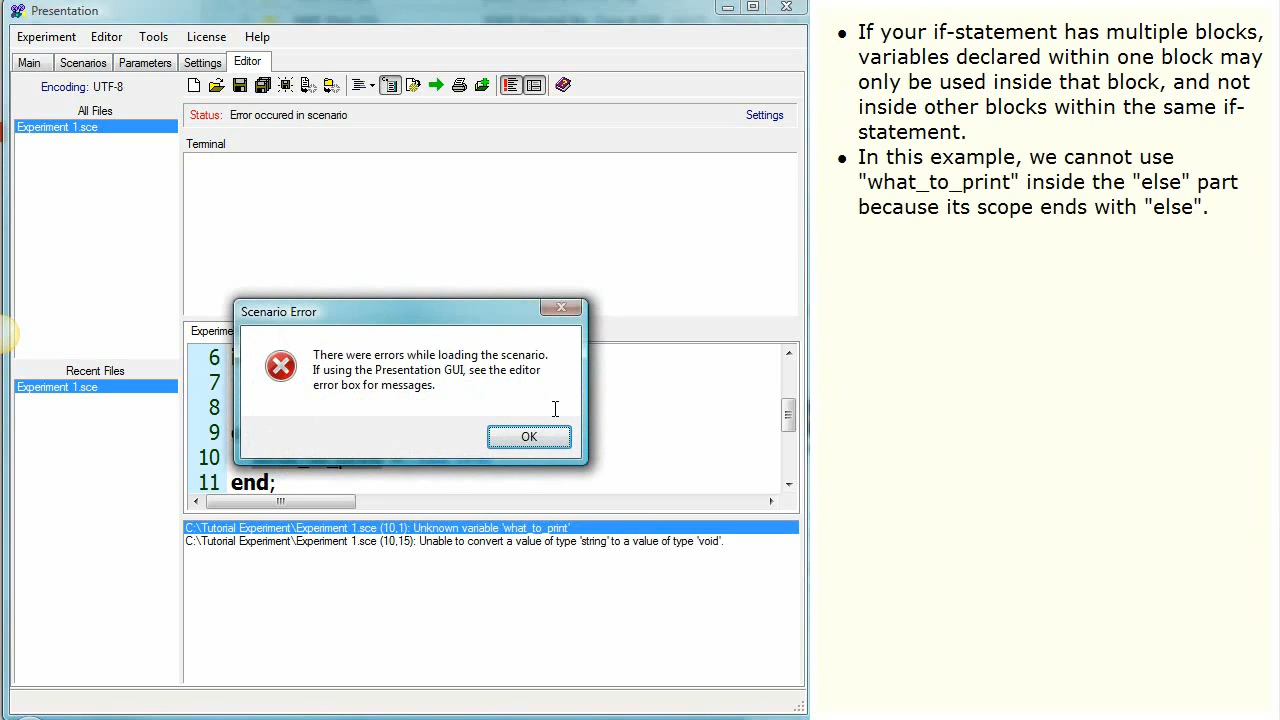 Presentation
Experiment Editor Tools License Help
Main Scenarios Parameters Settings Editor
Encoding: UTF-8
All Files
Experiment 1.sce
Status: Error occured in scenario Settings
Terminal
Scenario Error
There were errors while loading the scenario.
If using the Presentation GUI, see the editor
error box for messages.
OK
Experime
6
7
8
9
10
11 end;
Recent Files
Experiment 1.sce
C:\Tutorial Experiment\Experiment 1.sce (10,1): Unknown variable 'what_to_print'
C:\Tutorial Experiment\Experiment 1.sce (10,15): Unable to convert a value of type 'string' to a value of type 'void'.
• If your if-statement has multiple blocks,
variables declared within one block may
only be used inside that block, and not
inside other blocks within the same if-
statement.
• In this example, we cannot use
"what_to_print" inside the "else" part
because its scope ends with "else".